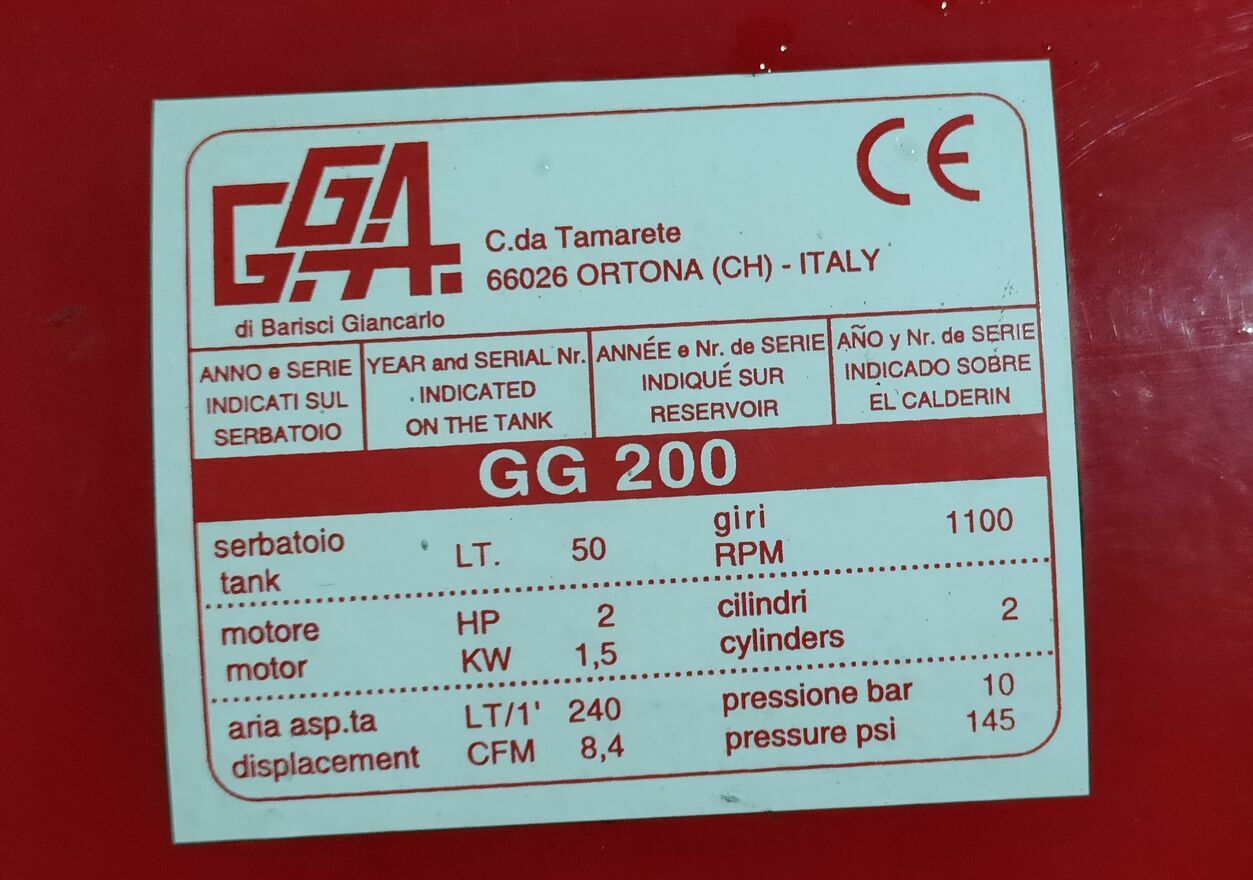 G.G.A.
CE
C.da Tamarete
66026 ORTONA (CH) - ITALY
di Barisci Giancarlo
ANNO e SERIE
INDICATI SUL
SERBATOIO
YEAR and SERIAL Nr.
INDICATED
ON THE TANK
ANNÉE e Nr. de SERIE
INDIQUÉ SUR
RESERVOIR
AÑO y Nr. de SERIE
INDICADO SOBRE
EL CALDERIN
GG 200
serbatoio
tank
LT. 50
giri
RPM
1100
motore HP 2
motor KW 1,5
cilindri
cylinders
2
aria asp.ta LT/1' 240
displacement CFM 8,4
pressione bar 10
pressure psi 145